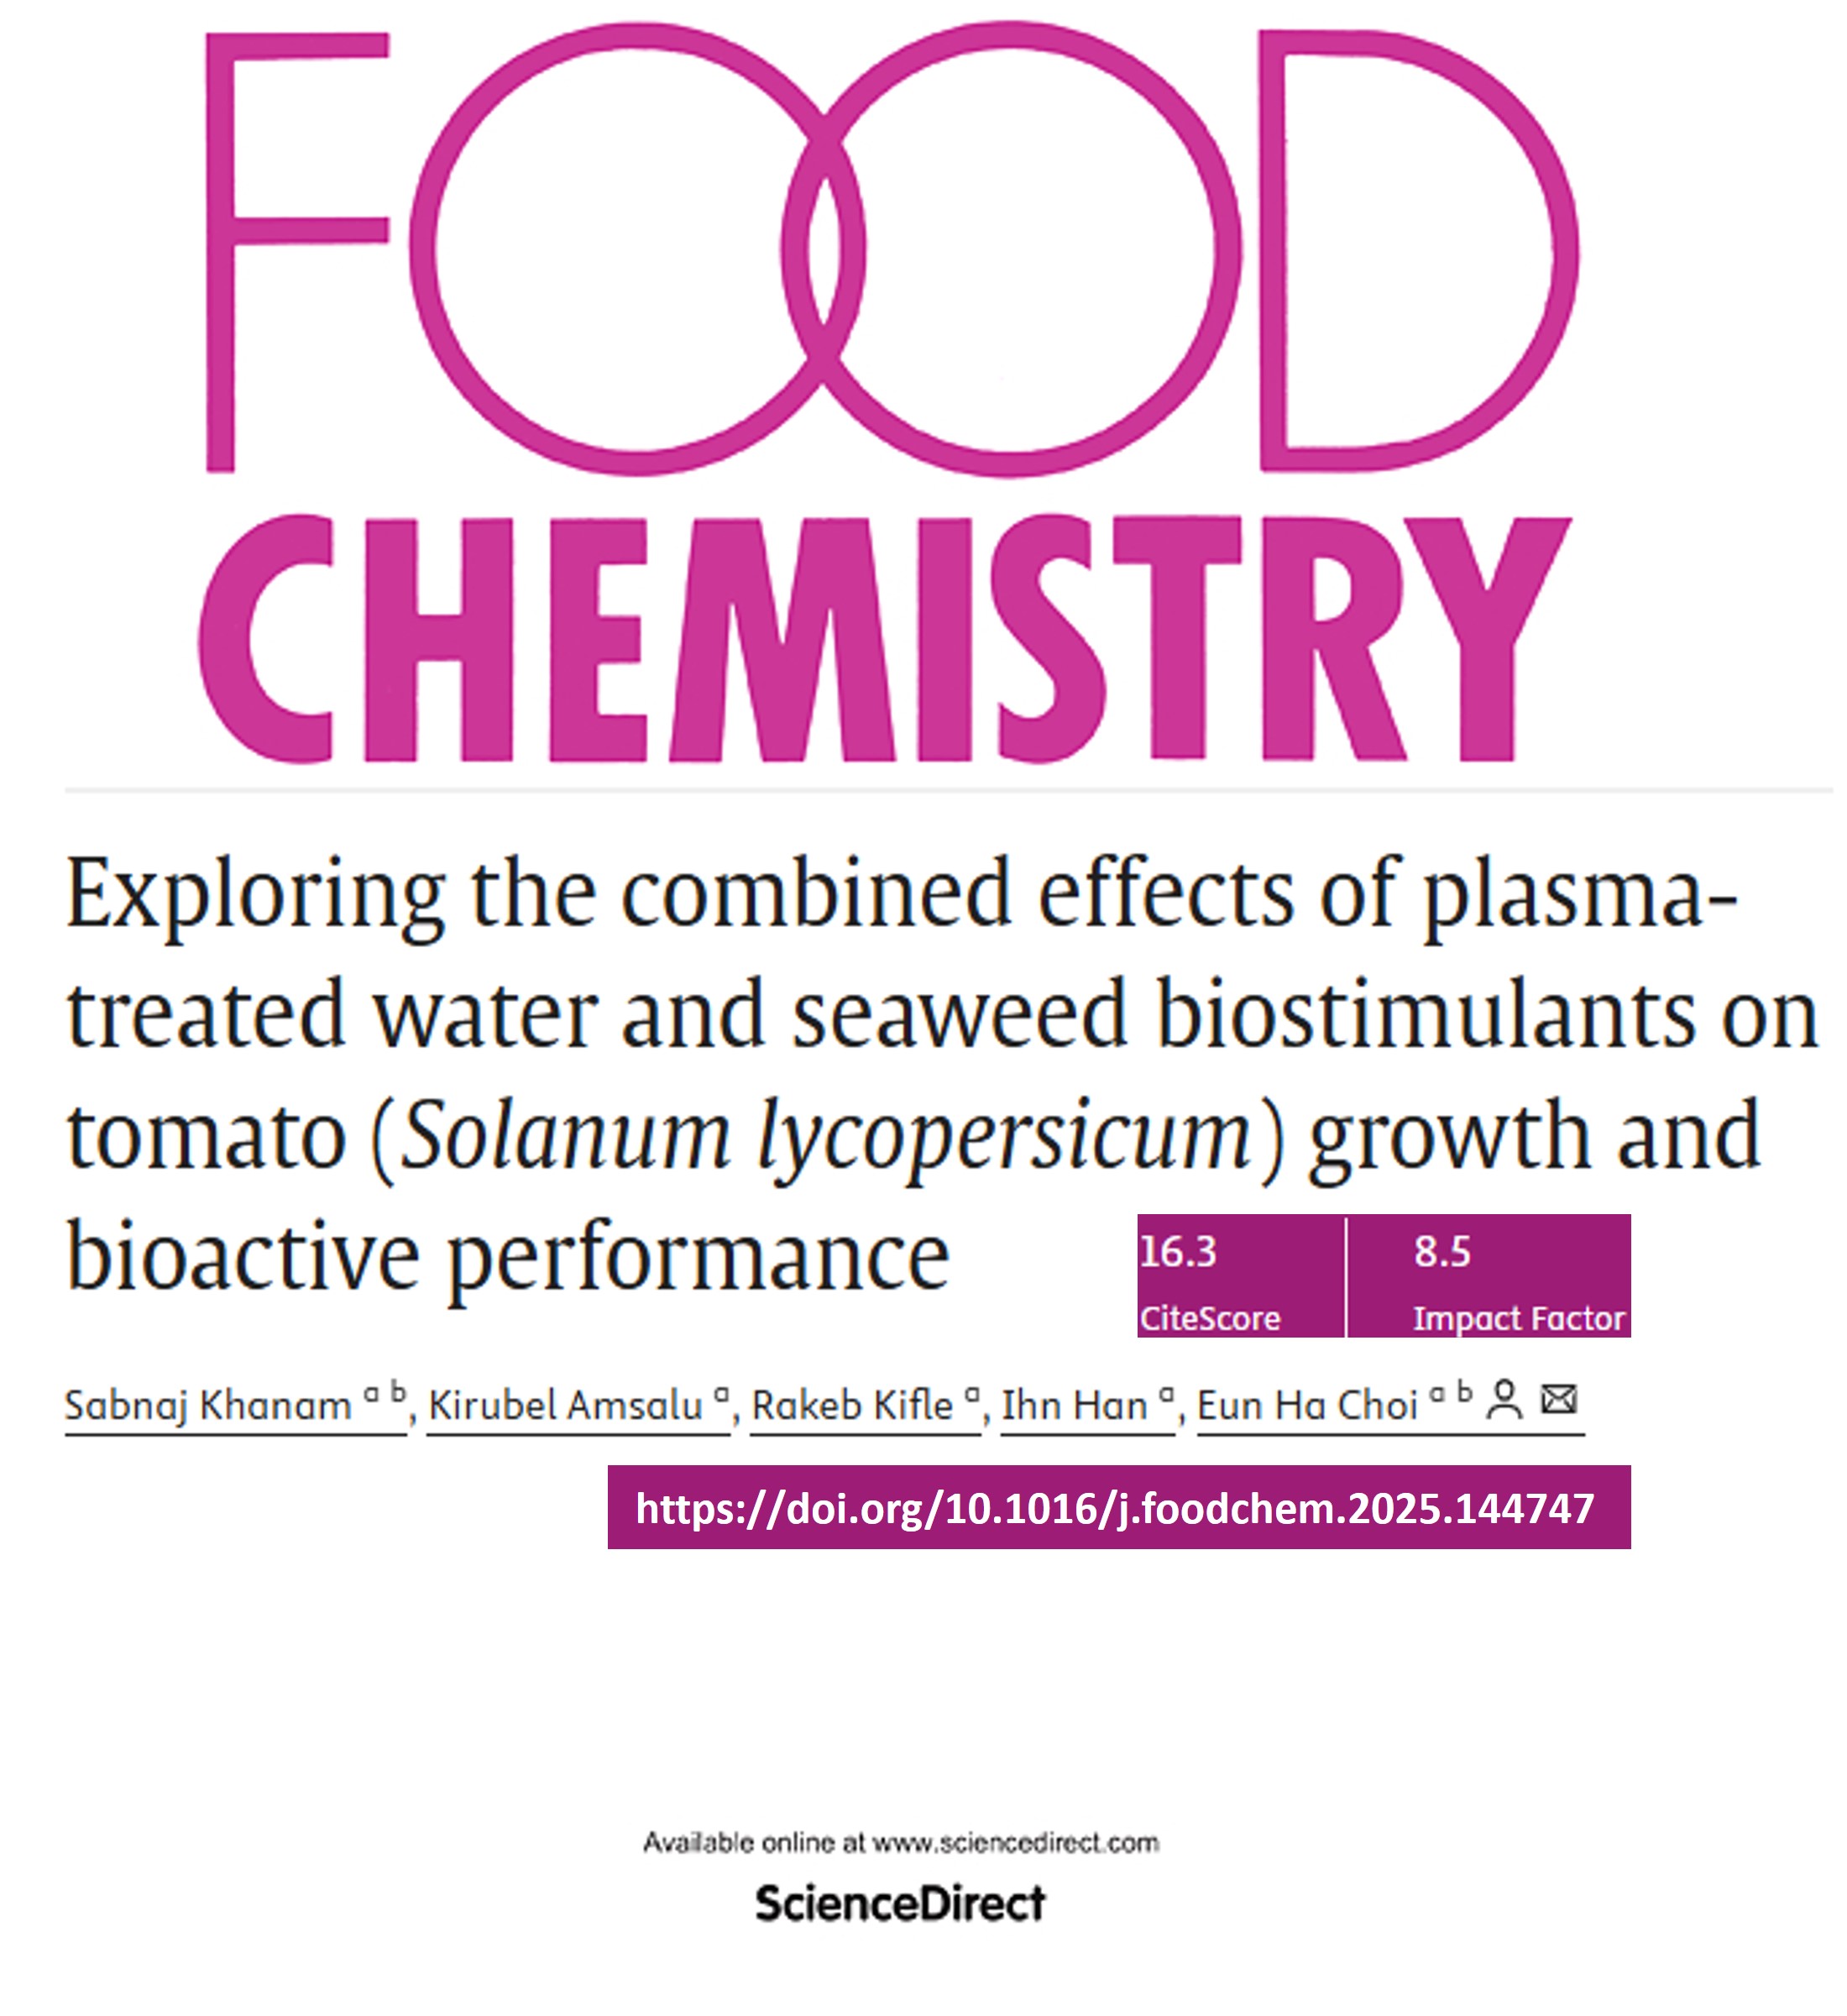 FOOD
CHEMISTRY
Exploring the combined effects of plasma-
treated water and seaweed biostimulants on
tomato (Solanum lycopersicum) growth and
bioactive performance
16.3 8.5
CiteScore Impact Factor
Sabnaj Khanam a b, Kirubel Amsalu a, Rakeb Kifle a, Ihn Han a, Eun Ha Choi a b
https://doi.org/10.1016/j.foodchem.2025.144747
Available online at www.sciencedirect.com
ScienceDirect